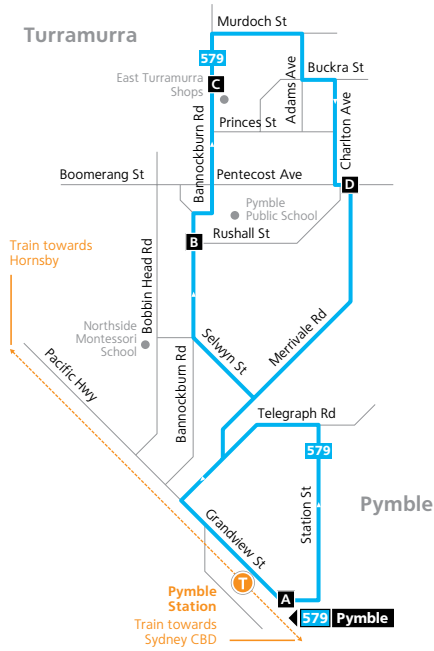 Murdoch St
Turramurra
579
Buckra St
East Turramurra
Shops
C
Adams Ave
Bannockburn Rd
Princes St
Charlton Ave
Boomerang St
Pentecost Ave
D
Pymble
Public School
Rushall St
B
Train towards
Hornsby
Bobbin Head Rd
Merrivale Rd
Northside
Montessori
School
Selwyn St
Pacific Hwy
Bannockburn Rd
Telegraph Rd
579
Pymble
Station St
Grandview St
T
Pymble
Station
A
579 Pymble
Train towards
Sydney CBD